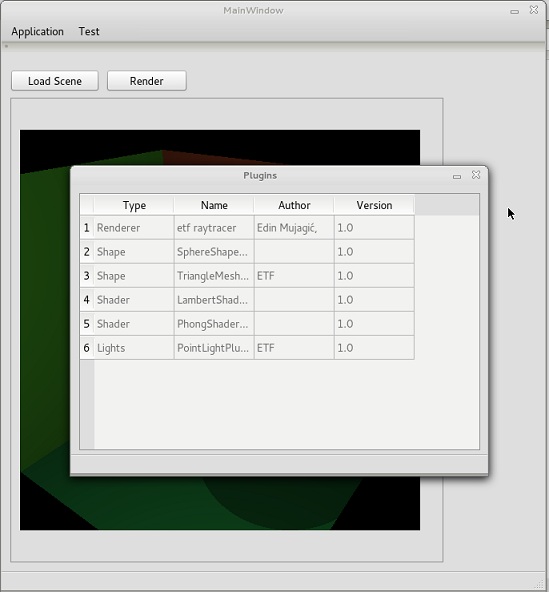 MainWindow
Application Test
Load Scene Render
Plugins
Type Name Author Version
1 Renderer etf raytracer Edin Mujagić, 1.0
2 Shape SphereShape... 1.0
3 Shape TriangleMesh... ETF 1.0
4 Shader LambertShad... 1.0
5 Shader PhongShader... 1.0
6 Lights PointLightPlu... ETF 1.0